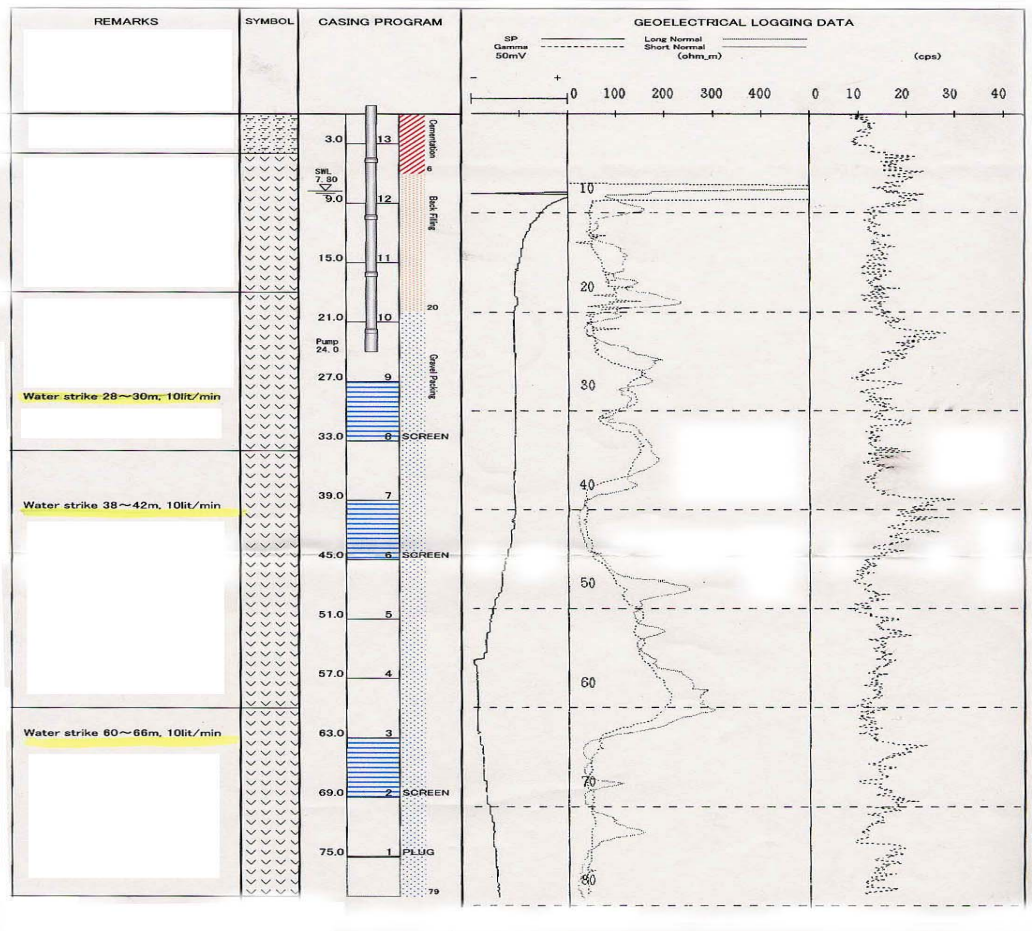 REMARKS
SYMBOL
CASING PROGRAM
GEOELECTRICAL LOGGING DATA
SP
Gamma
50mV
Long Normal
Short Normal
(ohm_m)
(cps)
- +
0 100 200 300 400
0 10 20 30 40
3.0 13
Cementation
6
SWL
7.80
9.0 12
Back Filling
10
15.0 11
20
20
21.0 10
Pump
24.0
Gravel Packing
27.0 9
30
Water strike 28~30m, 10lit/min
33.0 8 SCREEN
40
39.0 7
Water strike 38~42m, 10lit/min
45.0 6 SCREEN
50
51.0 5
57.0 4
60
63.0 3
Water strike 60~66m, 10lit/min
70
69.0 2 SCREEN
75.0 1 PLUG
80
79